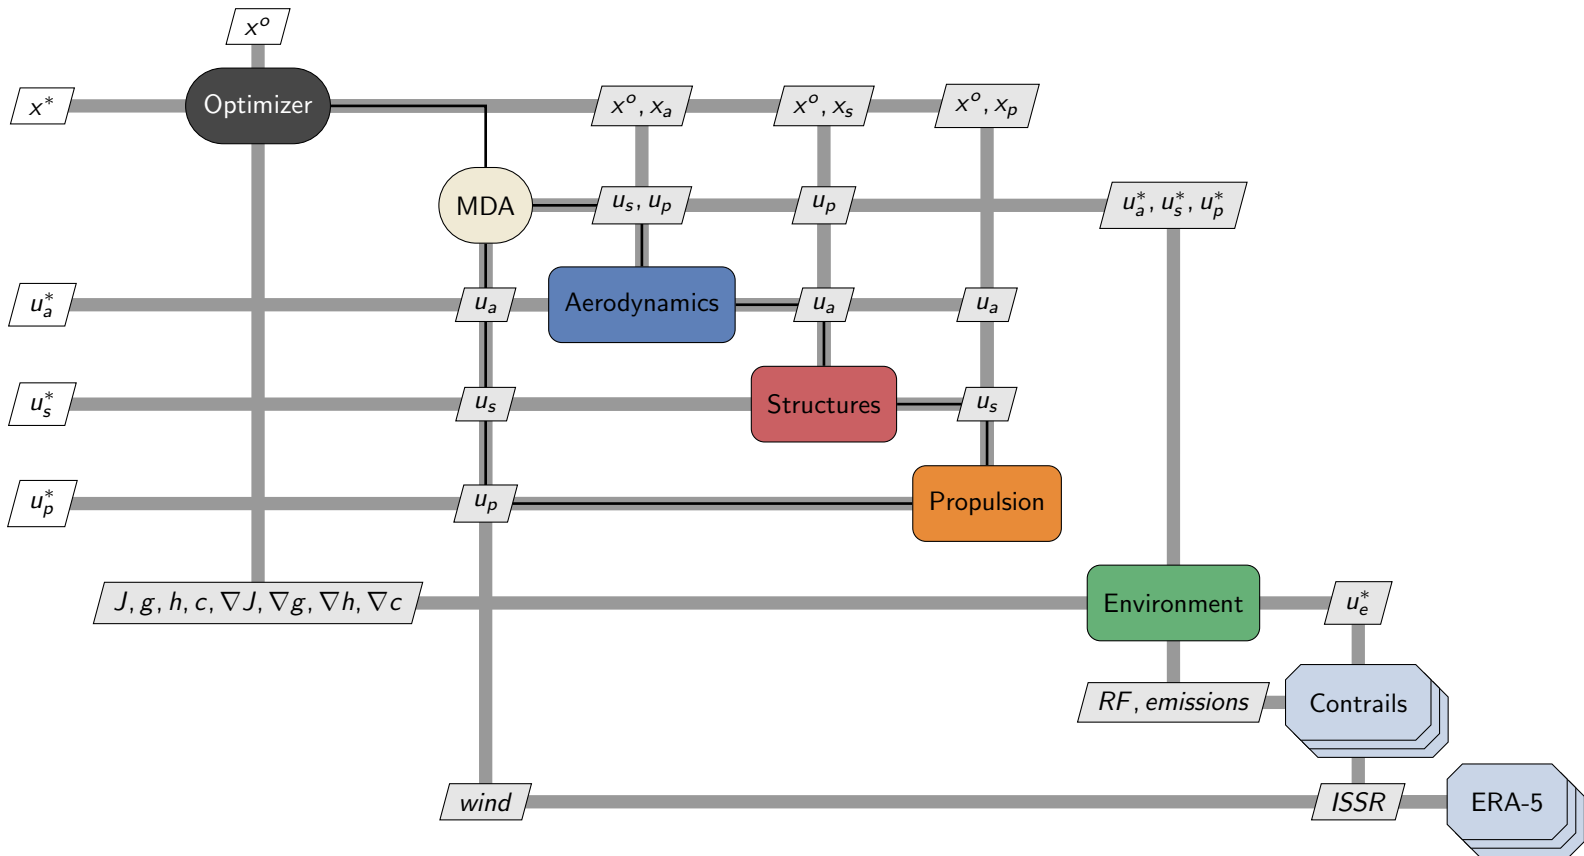 x^o
x^* Optimizer x^o, x_a x^o, x_s x^o, x_p
MDA u_s, u_p u_p u_a^*, u_s^*, u_p^*
u_a^* u_a Aerodynamics u_a u_a
u_s^* u_s Structures u_s
u_p^* u_p Propulsion
J, g, h, c, ∇J, ∇g, ∇h, ∇c Environment u_e^*
RF, emissions Contrails
wind ISSR ERA-5